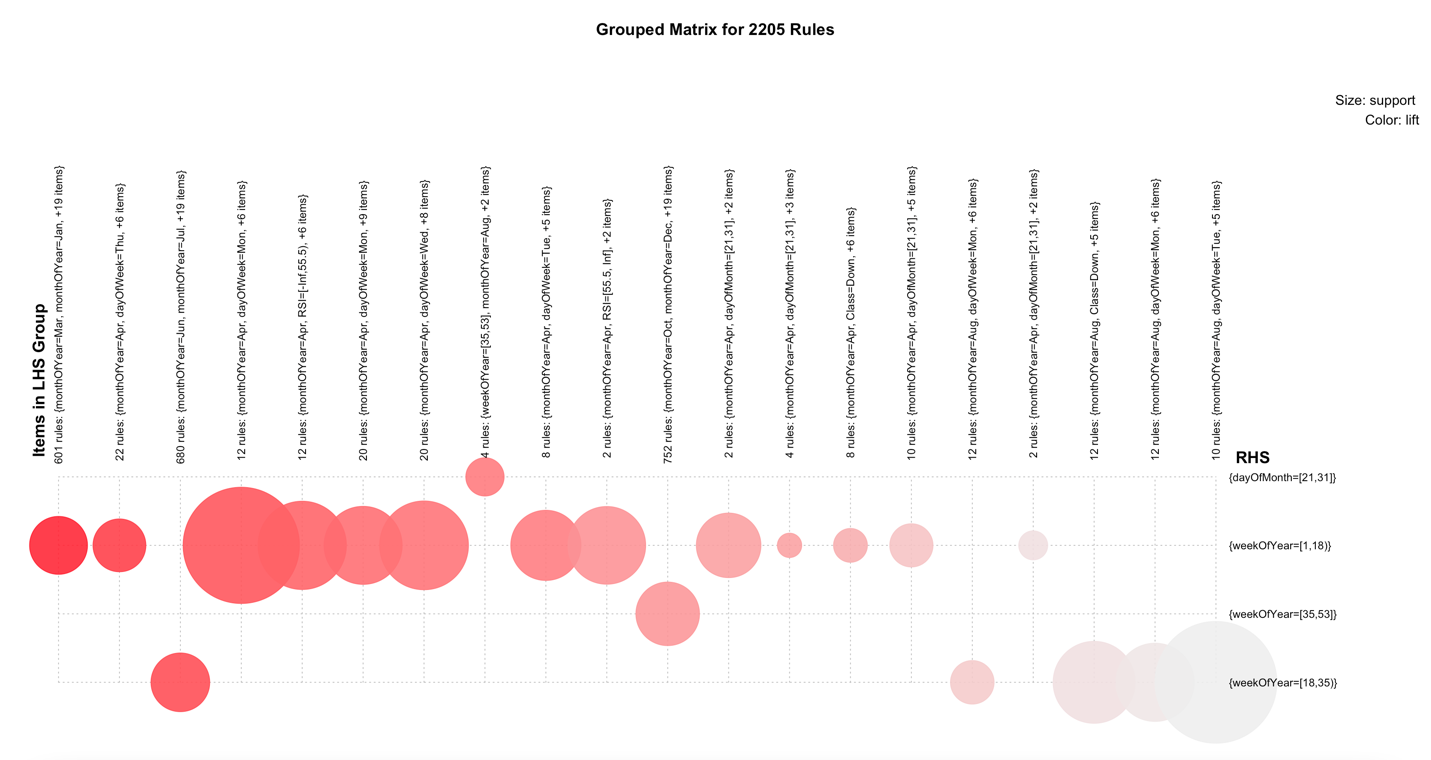 Grouped Matrix for 2205 Rules
Size: support
Color: lift
Items in LHS Group
601 rules: {monthOfYear=Mar, monthOfYear=Jan, +19 items}
22 rules: {monthOfYear=Apr, dayOfWeek=Thu, +6 items}
680 rules: {monthOfYear=Jun, monthOfYear=Jul, +19 items}
12 rules: {monthOfYear=Apr, dayOfWeek=Mon, +6 items}
12 rules: {monthOfYear=Apr, RSI=[-Inf,55.5), +6 items}
20 rules: {monthOfYear=Apr, dayOfWeek=Mon, +9 items}
20 rules: {monthOfYear=Apr, dayOfWeek=Wed, +8 items}
4 rules: {weekOfYear=[35,53], monthOfYear=Aug, +2 items}
8 rules: {monthOfYear=Apr, dayOfWeek=Tue, +5 items}
2 rules: {monthOfYear=Apr, RSI=[55.5, Inf], +2 items}
752 rules: {monthOfYear=Oct, monthOfYear=Dec, +19 items}
2 rules: {monthOfYear=Apr, dayOfMonth=[21,31], +2 items}
4 rules: {monthOfYear=Apr, dayOfMonth=[21,31], +3 items}
8 rules: {monthOfYear=Apr, Class=Down, +6 items}
10 rules: {monthOfYear=Apr, dayOfMonth=[21,31], +5 items}
12 rules: {monthOfYear=Aug, dayOfWeek=Mon, +6 items}
2 rules: {monthOfYear=Apr, dayOfMonth=[21,31], +2 items}
12 rules: {monthOfYear=Aug, Class=Down, +5 items}
12 rules: {monthOfYear=Aug, dayOfWeek=Mon, +6 items}
10 rules: {monthOfYear=Aug, dayOfWeek=Tue, +5 items}
RHS
{dayOfMonth=[21,31]}
{weekOfYear=[1,18)}
{weekOfYear=[35,53]}
{weekOfYear=[18,35)}